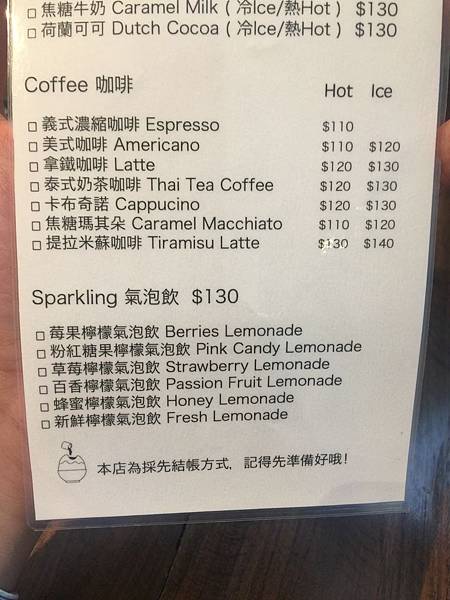 □ 焦糖牛奶 Caramel Milk ( 冷Ice/熱Hot ) $130
□ 荷蘭可可 Dutch Cocoa ( 冷Ice/熱Hot ) $130
Coffee 咖啡 Hot Ice
□ 義式濃縮咖啡 Espresso $110
□ 美式咖啡 Americano $110 $120
□ 拿鐵咖啡 Latte $120 $130
□ 泰式奶茶咖啡 Thai Tea Coffee $120 $130
□ 卡布奇諾 Cappucino $120 $130
□ 焦糖瑪其朵 Caramel Macchiato $110 $120
□ 提拉米蘇咖啡 Tiramisu Latte $130 $140
Sparkling 氣泡飲 $130
□ 莓果檸檬氣泡飲 Berries Lemonade
□ 粉紅糖果檸檬氣泡飲 Pink Candy Lemonade
□ 草莓檸檬氣泡飲 Strawberry Lemonade
□ 百香檸檬氣泡飲 Passion Fruit Lemonade
□ 蜂蜜檸檬氣泡飲 Honey Lemonade
□ 新鮮檸檬氣泡飲 Fresh Lemonade
本店為採先結帳方式, 記得先準備好哦!